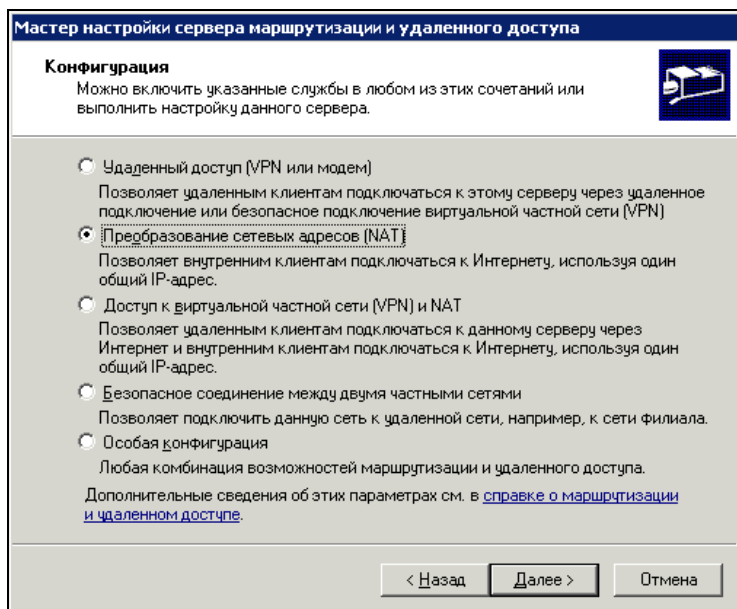 Мастер настройки сервера маршрутизации и удаленного доступа
Конфигурация
Можно включить указанные службы в любом из этих сочетаний или
выполнить настройку данного сервера.
Удаленный доступ (VPN или модем)
Позволяет удаленным клиентам подключаться к этому серверу через удаленное
подключение или безопасное подключение виртуальной частной сети (VPN)
Преобразование сетевых адресов (NAT)
Позволяет внутренним клиентам подключаться к Интернету, используя один
общий IP-адрес.
Доступ к виртуальной частной сети (VPN) и NAT
Позволяет удаленным клиентам подключаться к данному серверу через
Интернет и внутренним клиентам подключаться к Интернету, используя один
общий IP-адрес.
Безопасное соединение между двумя частными сетями
Позволяет подключить данную сеть к удаленной сети, например, к сети филиала.
Особая конфигурация
Любая комбинация возможностей маршрутизации и удаленного доступа.
Дополнительные сведения об этих параметрах см. в справке о маршрутизации
и удаленном доступе.
< Назад Далее > Отмена